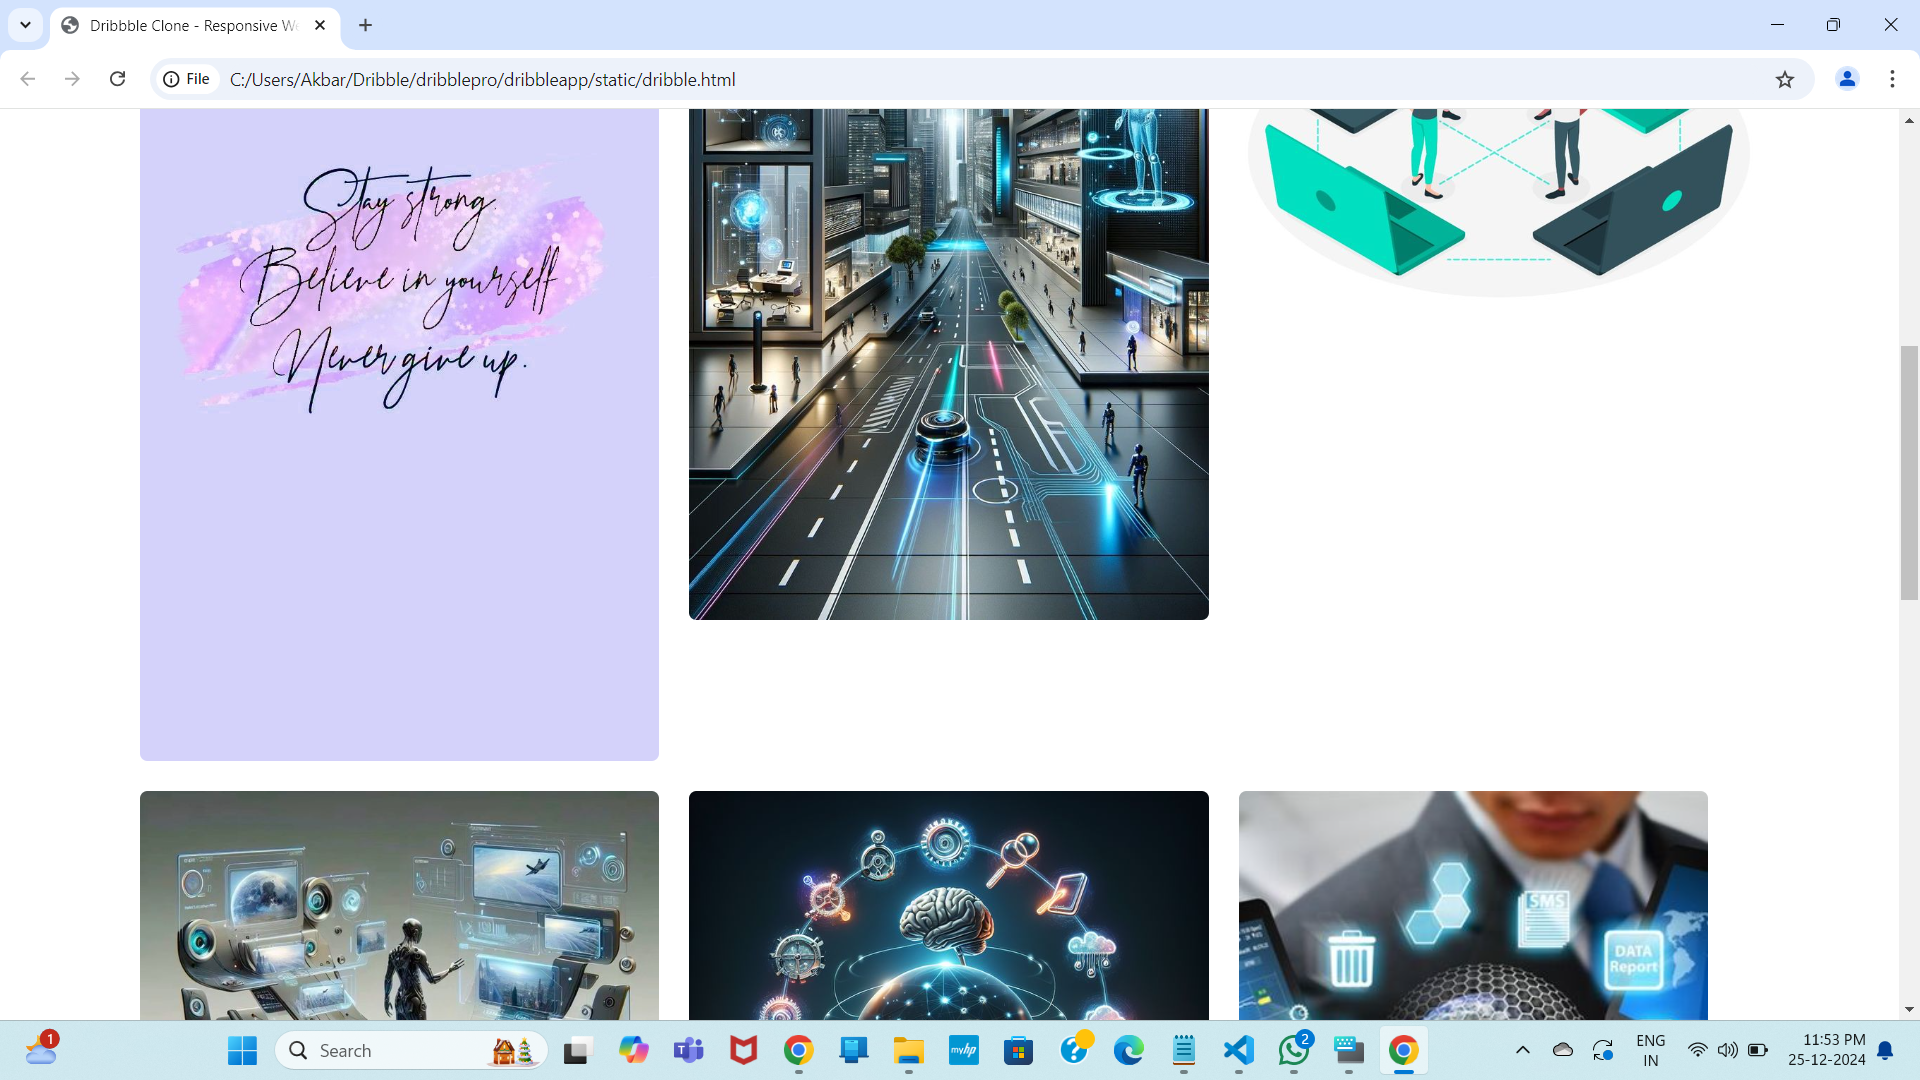 Dribbble Clone - Responsive W
File
C:/Users/Akbar/Dribble/dribblepro/dribbleapp/static/dribble.html
Stay strong.
Believe in yourself
Never give up.
SMS
DATA
Report
1
Search
myhp
2
ENG
IN
11:53 PM
25-12-2024